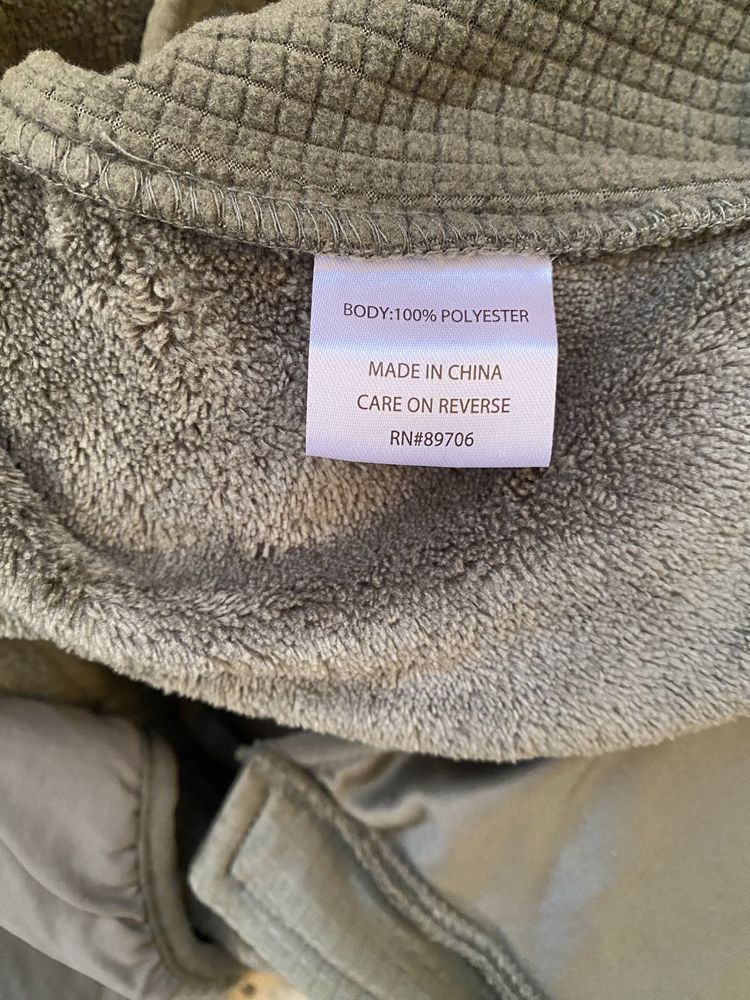 BODY:100% POLYESTER
MADE IN CHINA
CARE ON REVERSE
RN#89706